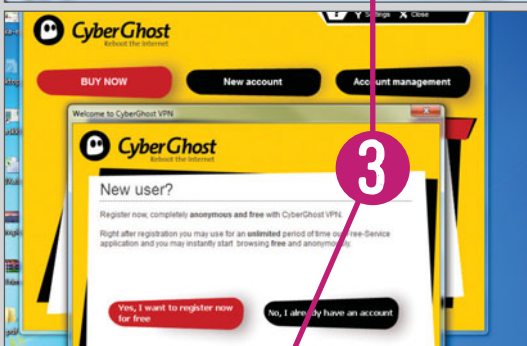 Settings X Close
CyberGhost
Reboot the Internet
BUY NOW
New account
Account management
Welcome to CyberGhost VPN
CyberGhost
Reboot the Internet
3
New user?
Register now, completely anonymous and free with CyberGhost VPN.
Right after registration you may use for an unlimited period of time our
application and you may instantly start browsing free and
Yes, I want to register now
for free
No, I already have an account